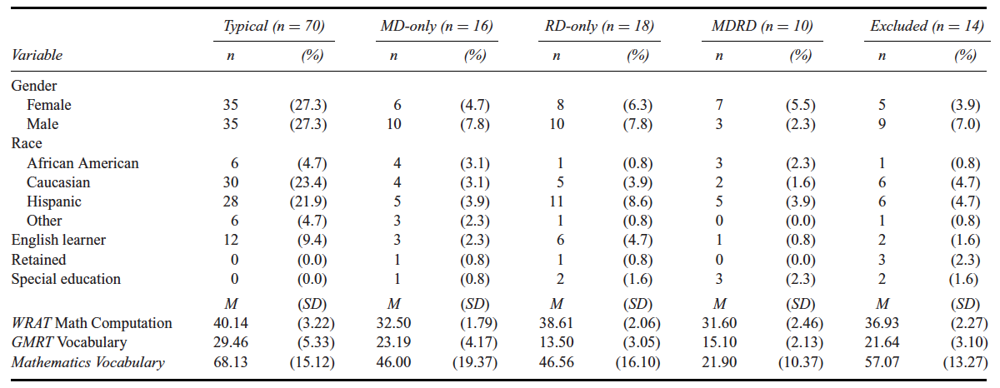 Typical (n = 70) MD-only (n = 16) RD-only (n = 18) MDRD (n = 10) Excluded (n = 14)
Variable n (%) n (%) n (%) n (%) n (%)
Gender
Female 35 (27.3) 6 (4.7) 8 (6.3) 7 (5.5) 5 (3.9)
Male 35 (27.3) 10 (7.8) 10 (7.8) 3 (2.3) 9 (7.0)
Race
African American 6 (4.7) 4 (3.1) 1 (0.8) 3 (2.3) 1 (0.8)
Caucasian 30 (23.4) 4 (3.1) 5 (3.9) 2 (1.6) 6 (4.7)
Hispanic 28 (21.9) 5 (3.9) 11 (8.6) 5 (3.9) 6 (4.7)
Other 6 (4.7) 3 (2.3) 1 (0.8) 0 (0.0) 1 (0.8)
English learner 12 (9.4) 3 (2.3) 6 (4.7) 1 (0.8) 2 (1.6)
Retained 0 (0.0) 1 (0.8) 1 (0.8) 0 (0.0) 3 (2.3)
Special education 0 (0.0) 1 (0.8) 2 (1.6) 3 (2.3) 2 (1.6)
M (SD) M (SD) M (SD) M (SD) M (SD)
WRAT Math Computation 40.14 (3.22) 32.50 (1.79) 38.61 (2.06) 31.60 (2.46) 36.93 (2.27)
GMRT Vocabulary 29.46 (5.33) 23.19 (4.17) 13.50 (3.05) 15.10 (2.13) 21.64 (3.10)
Mathematics Vocabulary 68.13 (15.12) 46.00 (19.37) 46.56 (16.10) 21.90 (10.37) 57.07 (13.27)